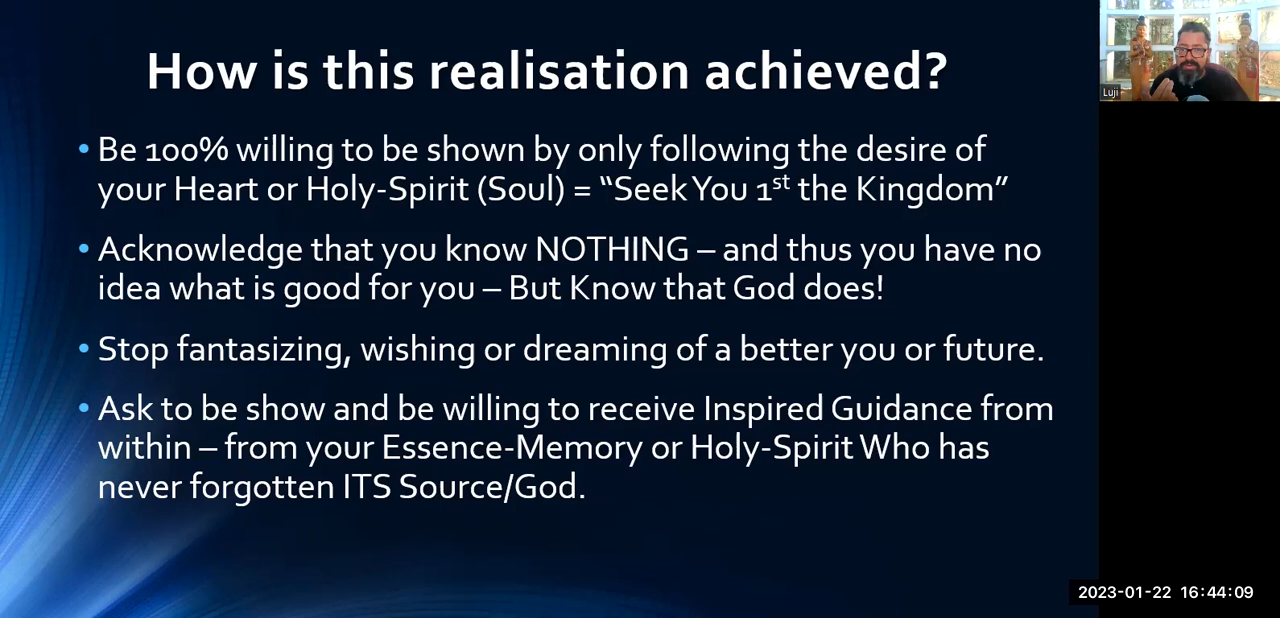 How is this realisation achieved?
• Be 100% willing to be shown by only following the desire of
your Heart or Holy-Spirit (Soul) = “Seek You 1st the Kingdom”
• Acknowledge that you know NOTHING – and thus you have no
idea what is good for you – But Know that God does!
• Stop fantasizing, wishing or dreaming of a better you or future.
• Ask to be show and be willing to receive Inspired Guidance from
within – from your Essence-Memory or Holy-Spirit Who has
never forgotten ITS Source/God.
Luji
2023-01-22 16:44:09